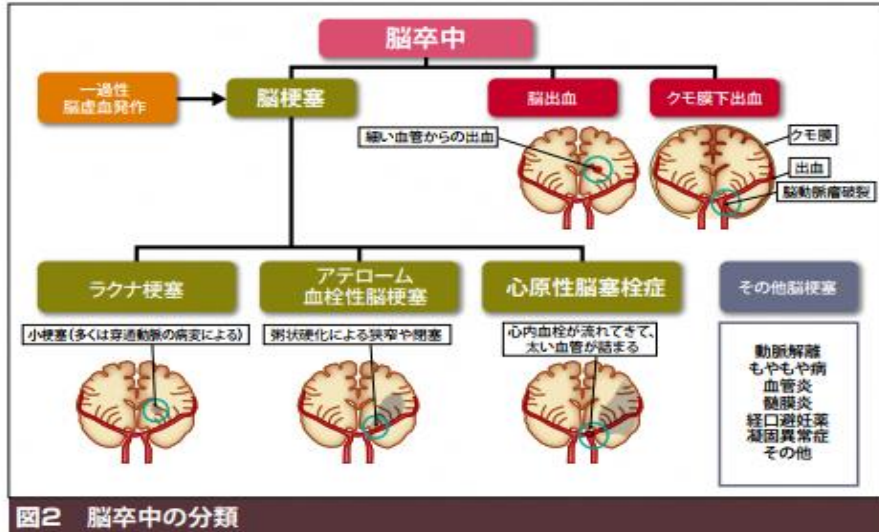 脳卒中
一過性
脳虚血発作
脳梗塞
脳出血
クモ膜下出血
細い血管からの出血
クモ膜
出血
脳動脈瘤破裂
ラクナ梗塞
アテローム
血栓性脳梗塞
心原性脳塞栓症
その他脳梗塞
小梗塞(多くは穿通動脈の病変による)
粥状硬化による狭窄や閉塞
心内血栓が流れてきて、
太い血管が詰まる
動脈解離
もやもや病
血管炎
髄膜炎
経口避妊薬
凝固異常症
その他
図2 脳卒中の分類